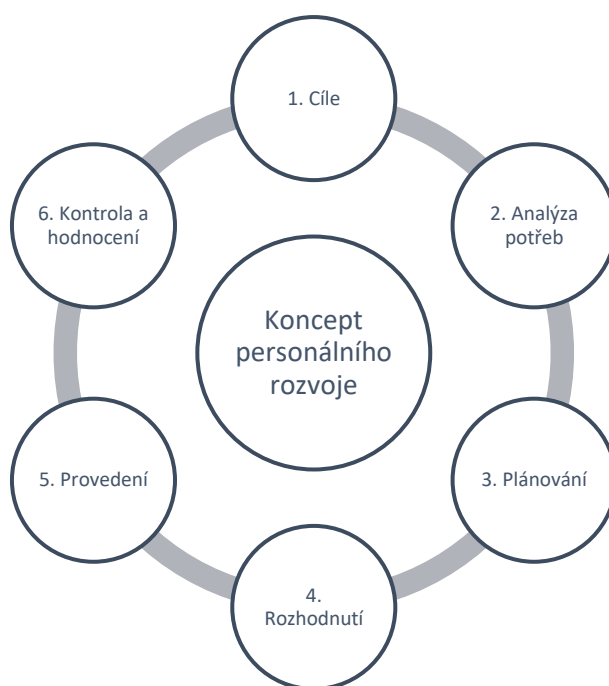 1. Cíle
2. Analýza
potřeb
3. Plánování
4.
Rozhodnutí
5. Provedení
6. Kontrola a
hodnocení
Koncept
personálního
rozvoje